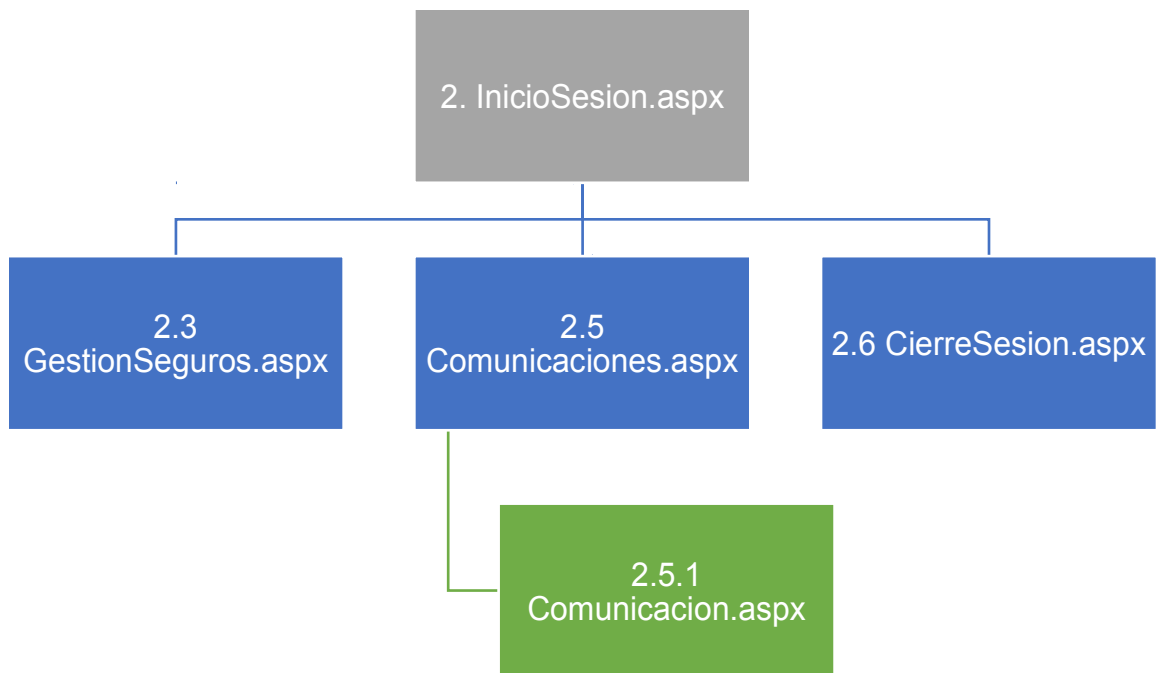 2. InicioSesion.aspx
2.3
GestionSeguros.aspx
2.5
Comunicaciones.aspx
2.6 CierreSesion.aspx
2.5.1
Comunicacion.aspx